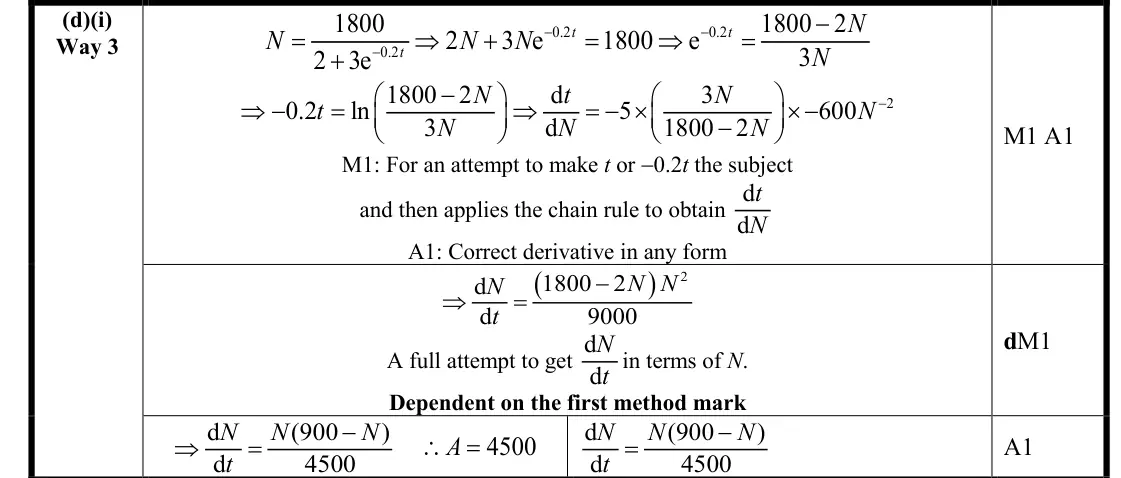 (d)(i)
Way 3
N = 1800/(2 + 3e^{−0.2t}) ⇒ 2N + 3Ne^{−0.2t} = 1800 ⇒ e^{−0.2t} = (1800 − 2N)/(3N)
⇒ −0.2t = ln((1800 − 2N)/(3N)) ⇒ dt/dN = −5 × (3N/(1800 − 2N)) × −600N^{−2}
M1: For an attempt to make t or −0.2t the subject
and then applies the chain rule to obtain dt/dN
A1: Correct derivative in any form
M1 A1
⇒ dN/dt = (1800 − 2N)N^2/9000
A full attempt to get dN/dt in terms of N.
Dependent on the first method mark
dM1
⇒ dN/dt = N(900 − N)/4500 ∴ A = 4500
dN/dt = N(900 − N)/4500
A1